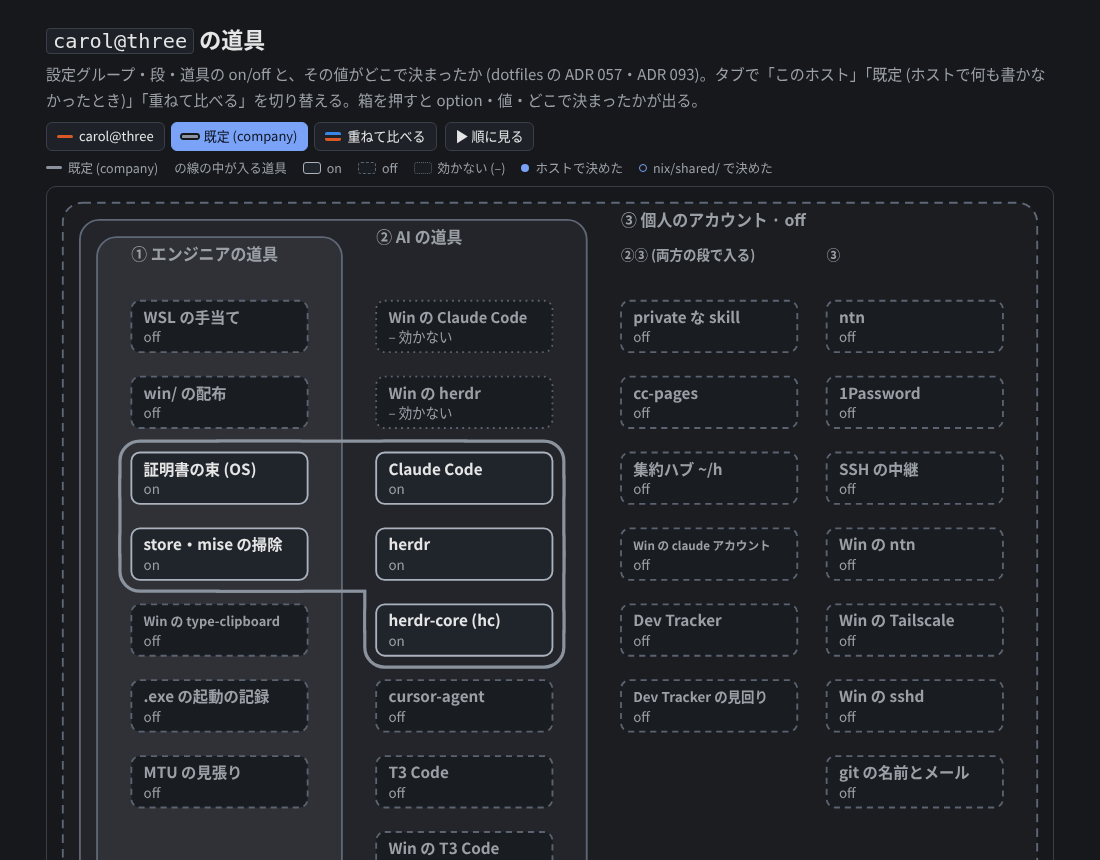 carol@three の道具
設定グループ・段・道具の on/off と、その値がどこで決まったか (dotfiles の ADR 057・ADR 093)。タブで「このホスト」「既定 (ホストで何も書かな
かったとき)」「重ねて比べる」を切り替える。箱を押すと option・値・どこで決まったかが出る。
carol@three 既定 (company) 重ねて比べる ▶ 順に見る
既定 (company) の線の中が入る道具 on off 効かない (–) ホストで決めた nix/shared/ で決めた
① エンジニアの道具
WSL の手当て
off
win/ の配布
off
証明書の束 (OS)
on
store・mise の掃除
on
Win の type-clipboard
off
.exe の起動の記録
off
MTU の見張り
off
② AI の道具
Win の Claude Code
– 効かない
Win の herdr
– 効かない
Claude Code
on
herdr
on
herdr-core (hc)
on
cursor-agent
off
T3 Code
off
Win の T3 Code
③ 個人のアカウント · off
②③ (両方の段で入る)
private な skill
off
cc-pages
off
集約ハブ ~/h
off
Win の claude アカウント
off
Dev Tracker
off
Dev Tracker の見回り
off
③
ntn
off
1Password
off
SSH の中継
off
Win の ntn
off
Win の Tailscale
off
Win の sshd
off
git の名前とメール
off